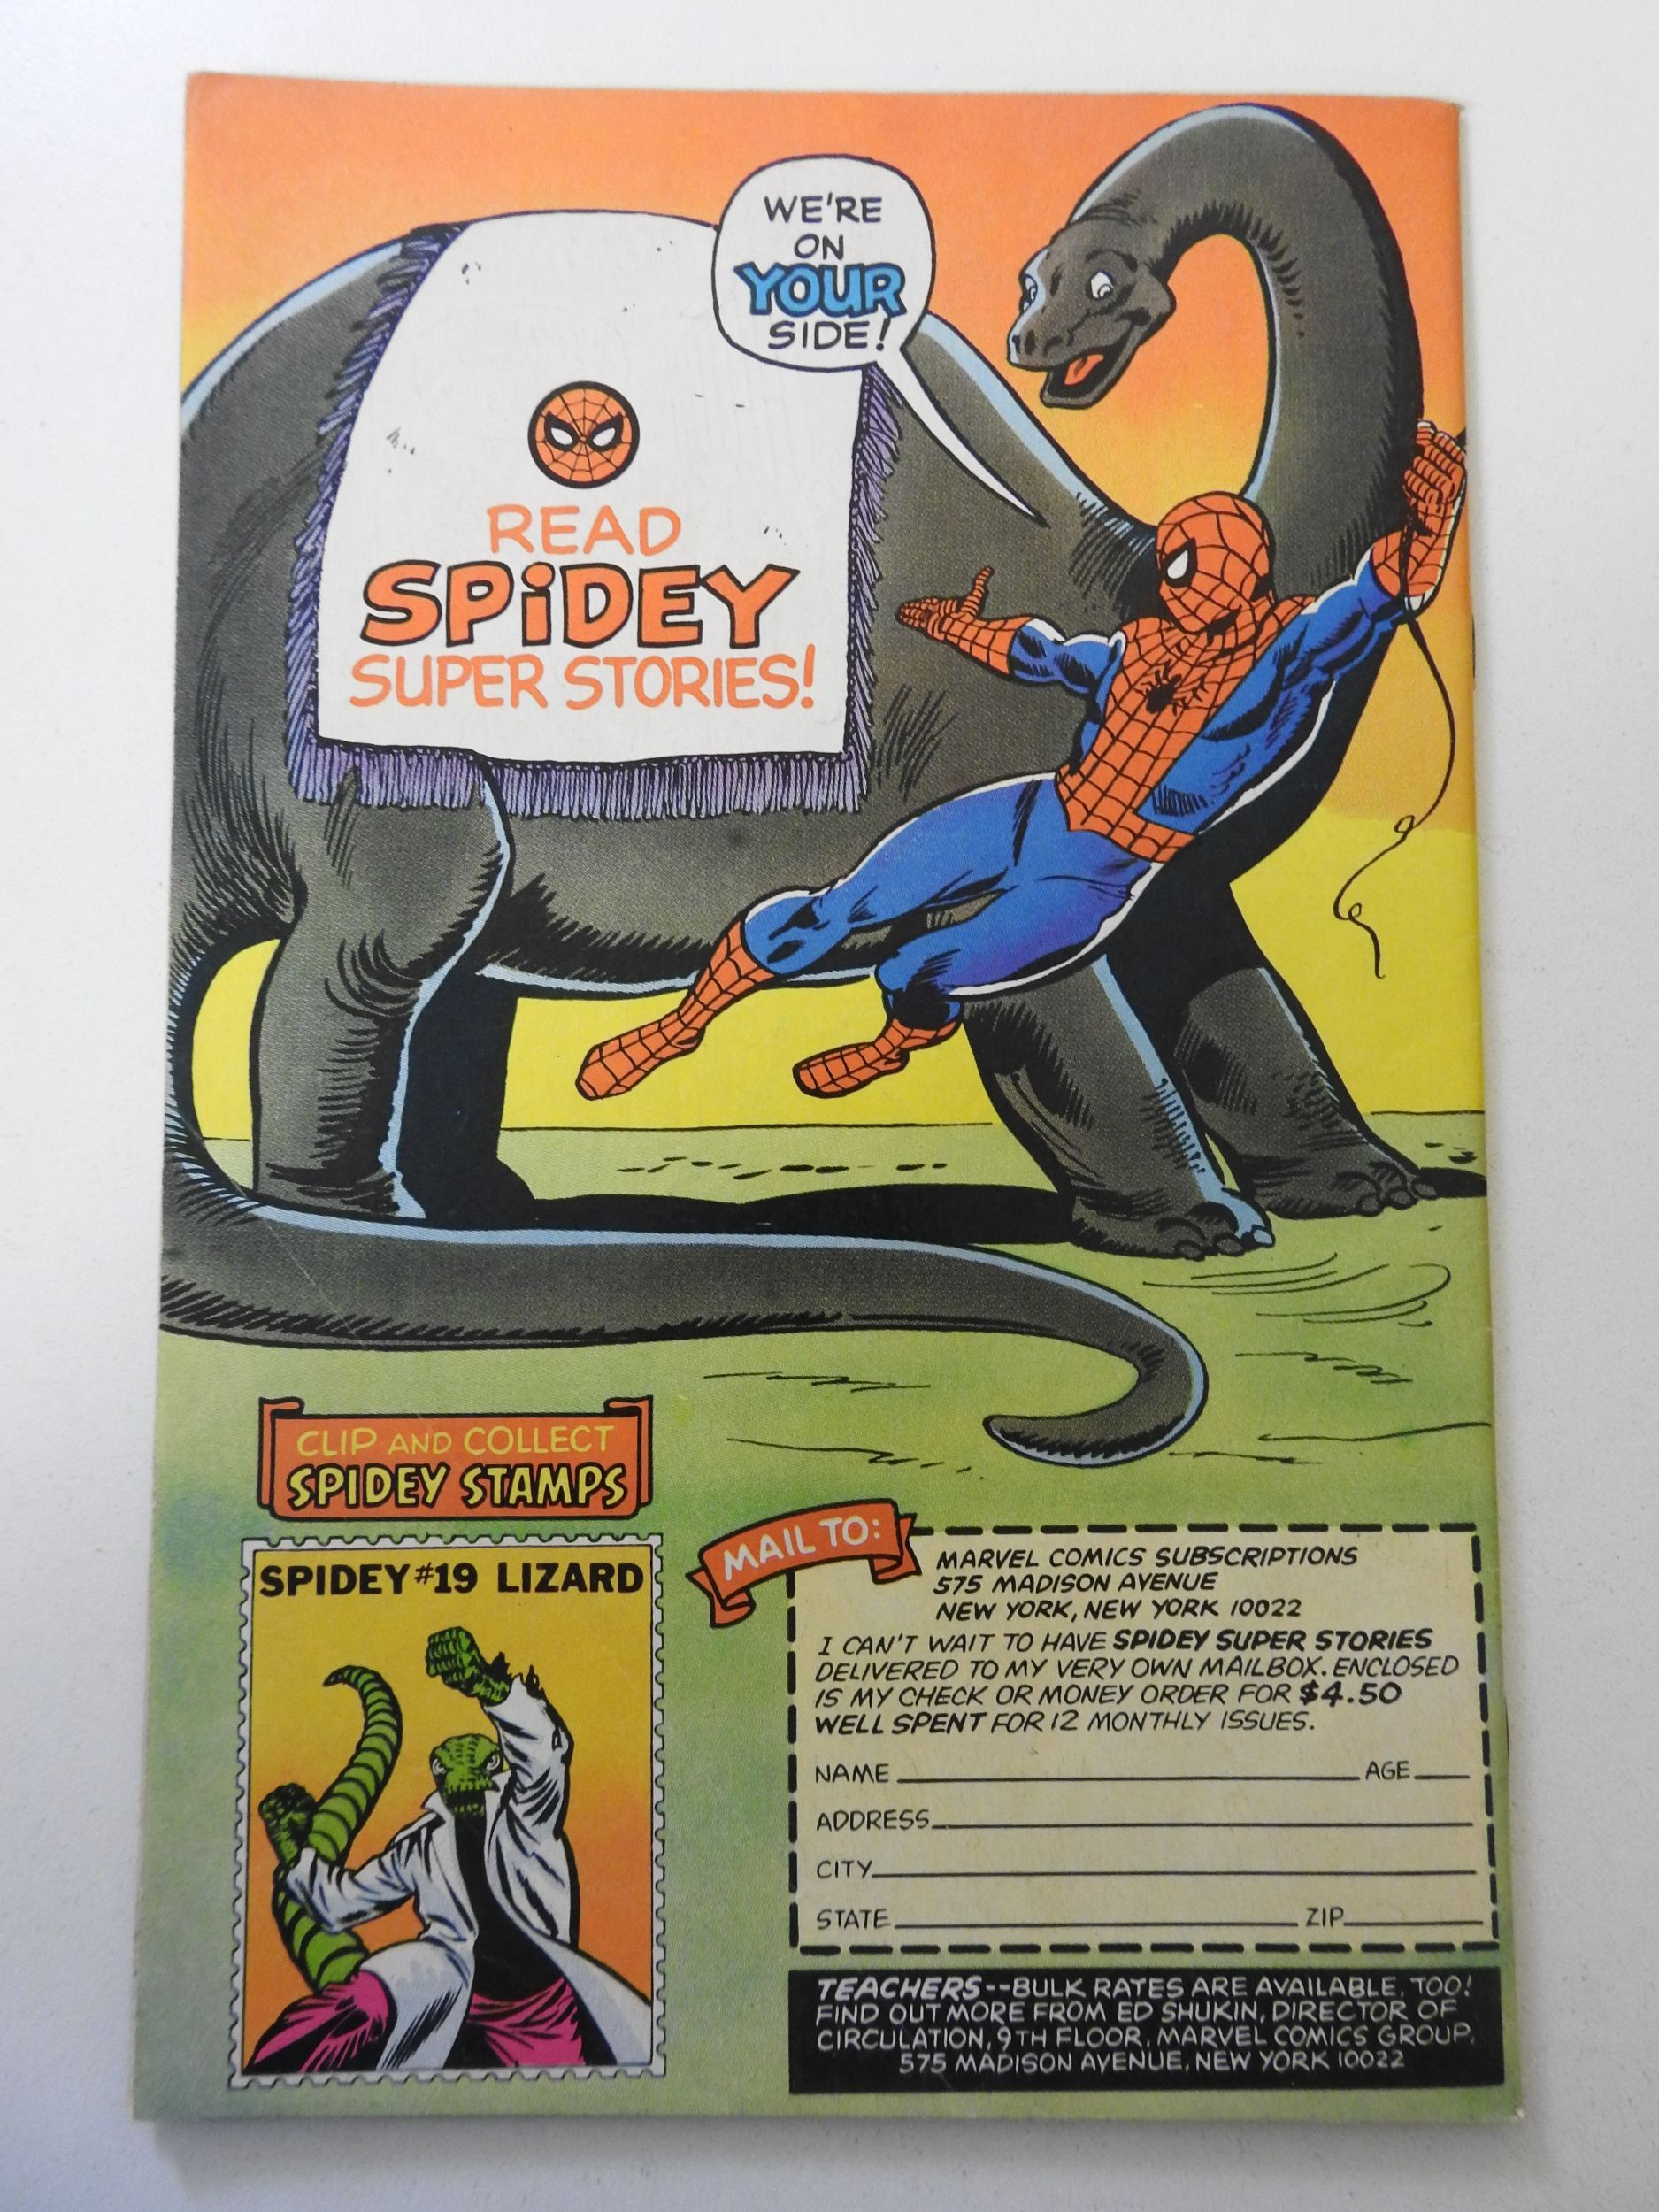 WE'RE
ON
YOUR
SIDE!
READ
SPiDEY
SUPER STORIES!
CLIP AND COLLECT
SPIDEY STAMPS
SPIDEY #19 LIZARD
MAIL TO:
MARVEL COMICS SUBSCRIPTIONS
575 MADISON AVENUE
NEW YORK, NEW YORK 10022
I CAN'T WAIT TO HAVE SPIDEY SUPER STORIES
DELIVERED TO MY VERY OWN MAILBOX. ENCLOSED
IS MY CHECK OR MONEY ORDER FOR $4.50
WELL SPENT FOR 12 MONTHLY ISSUES.
NAME AGE
ADDRESS
CITY
STATE ZIP
TEACHERS--BULK RATES ARE AVAILABLE, TOO!
FIND OUT MORE FROM ED SHUKIN, DIRECTOR OF
CIRCULATION, 9TH FLOOR, MARVEL COMICS GROUP,
575 MADISON AVENUE, NEW YORK 10022